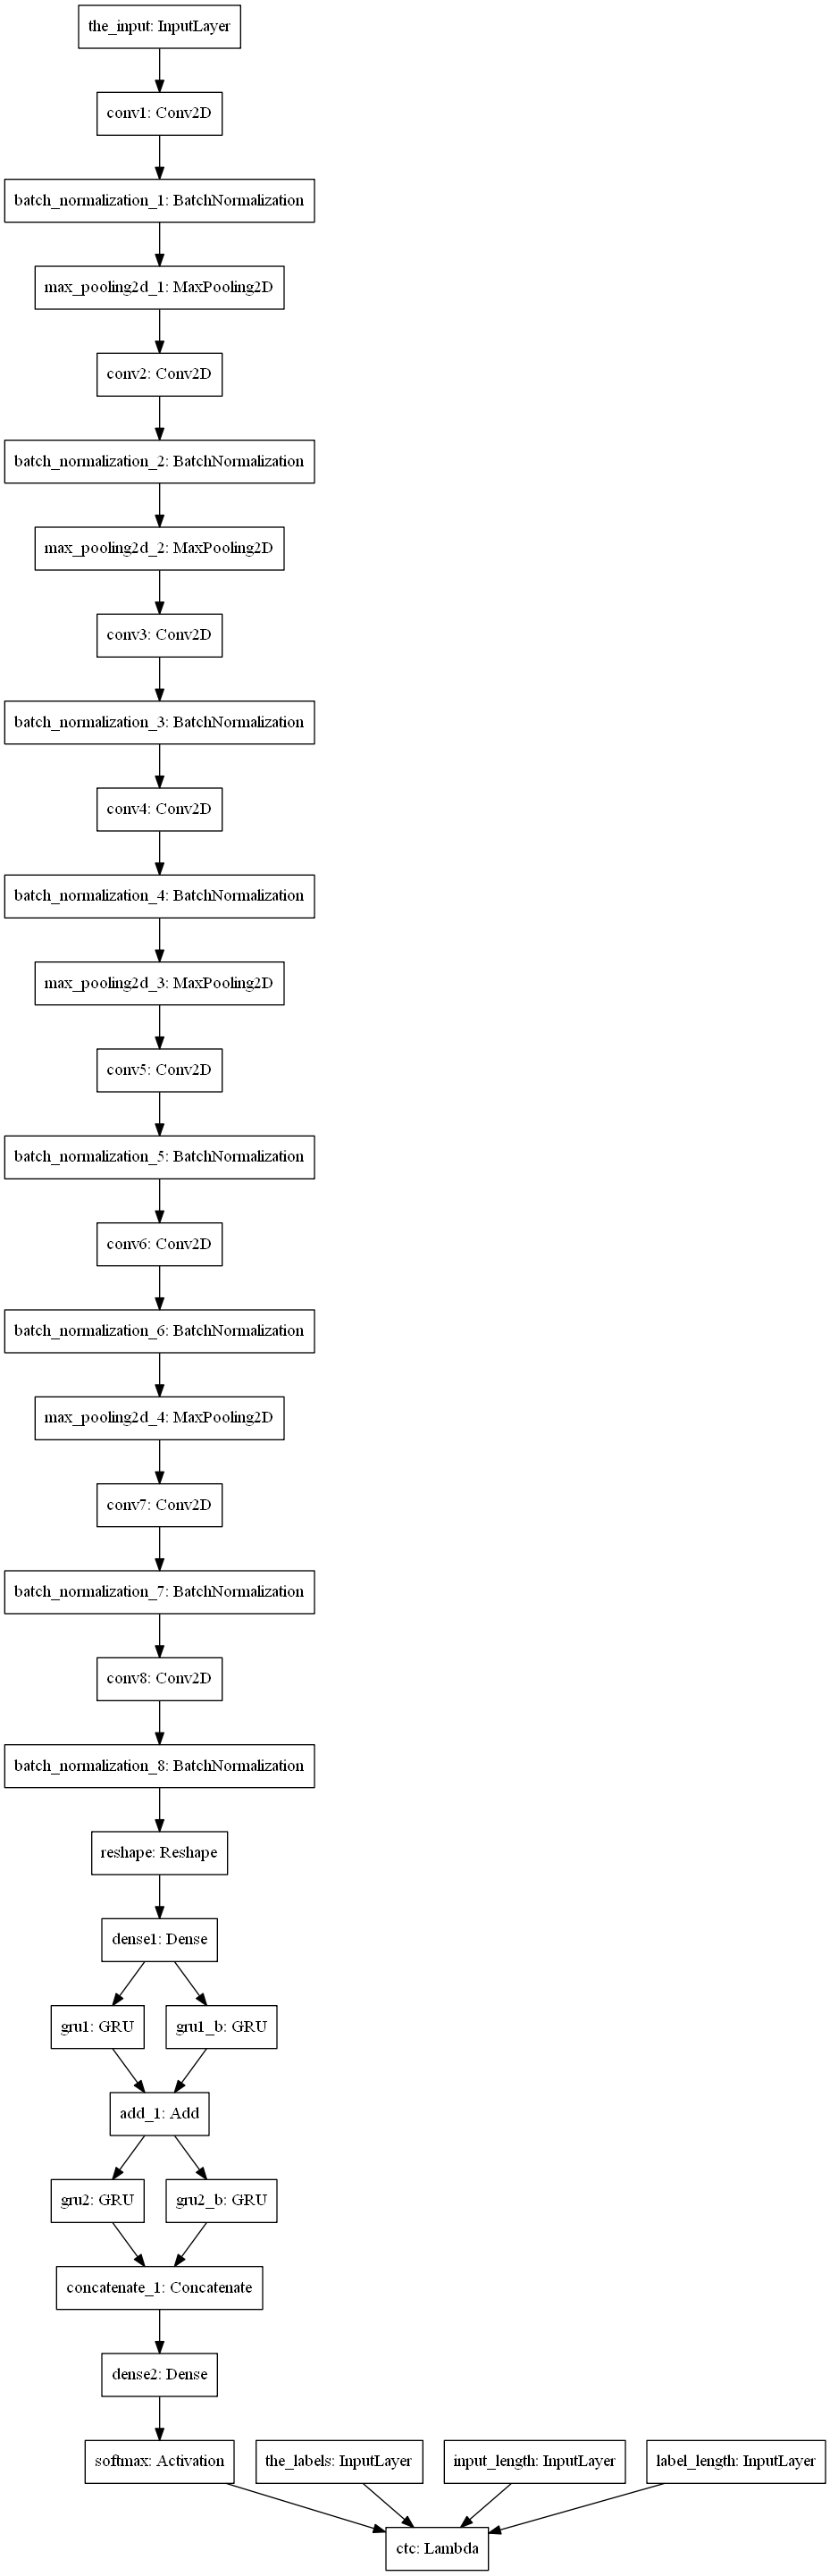 the_input: InputLayer
conv1: Conv2D
batch_normalization_1: BatchNormalization
max_pooling2d_1: MaxPooling2D
conv2: Conv2D
batch_normalization_2: BatchNormalization
max_pooling2d_2: MaxPooling2D
conv3: Conv2D
batch_normalization_3: BatchNormalization
conv4: Conv2D
batch_normalization_4: BatchNormalization
max_pooling2d_3: MaxPooling2D
conv5: Conv2D
batch_normalization_5: BatchNormalization
conv6: Conv2D
batch_normalization_6: BatchNormalization
max_pooling2d_4: MaxPooling2D
conv7: Conv2D
batch_normalization_7: BatchNormalization
conv8: Conv2D
batch_normalization_8: BatchNormalization
reshape: Reshape
dense1: Dense
gru1: GRU
gru1_b: GRU
add_1: Add
gru2: GRU
gru2_b: GRU
concatenate_1: Concatenate
dense2: Dense
softmax: Activation
the_labels: InputLayer
input_length: InputLayer
label_length: InputLayer
ctc: Lambda